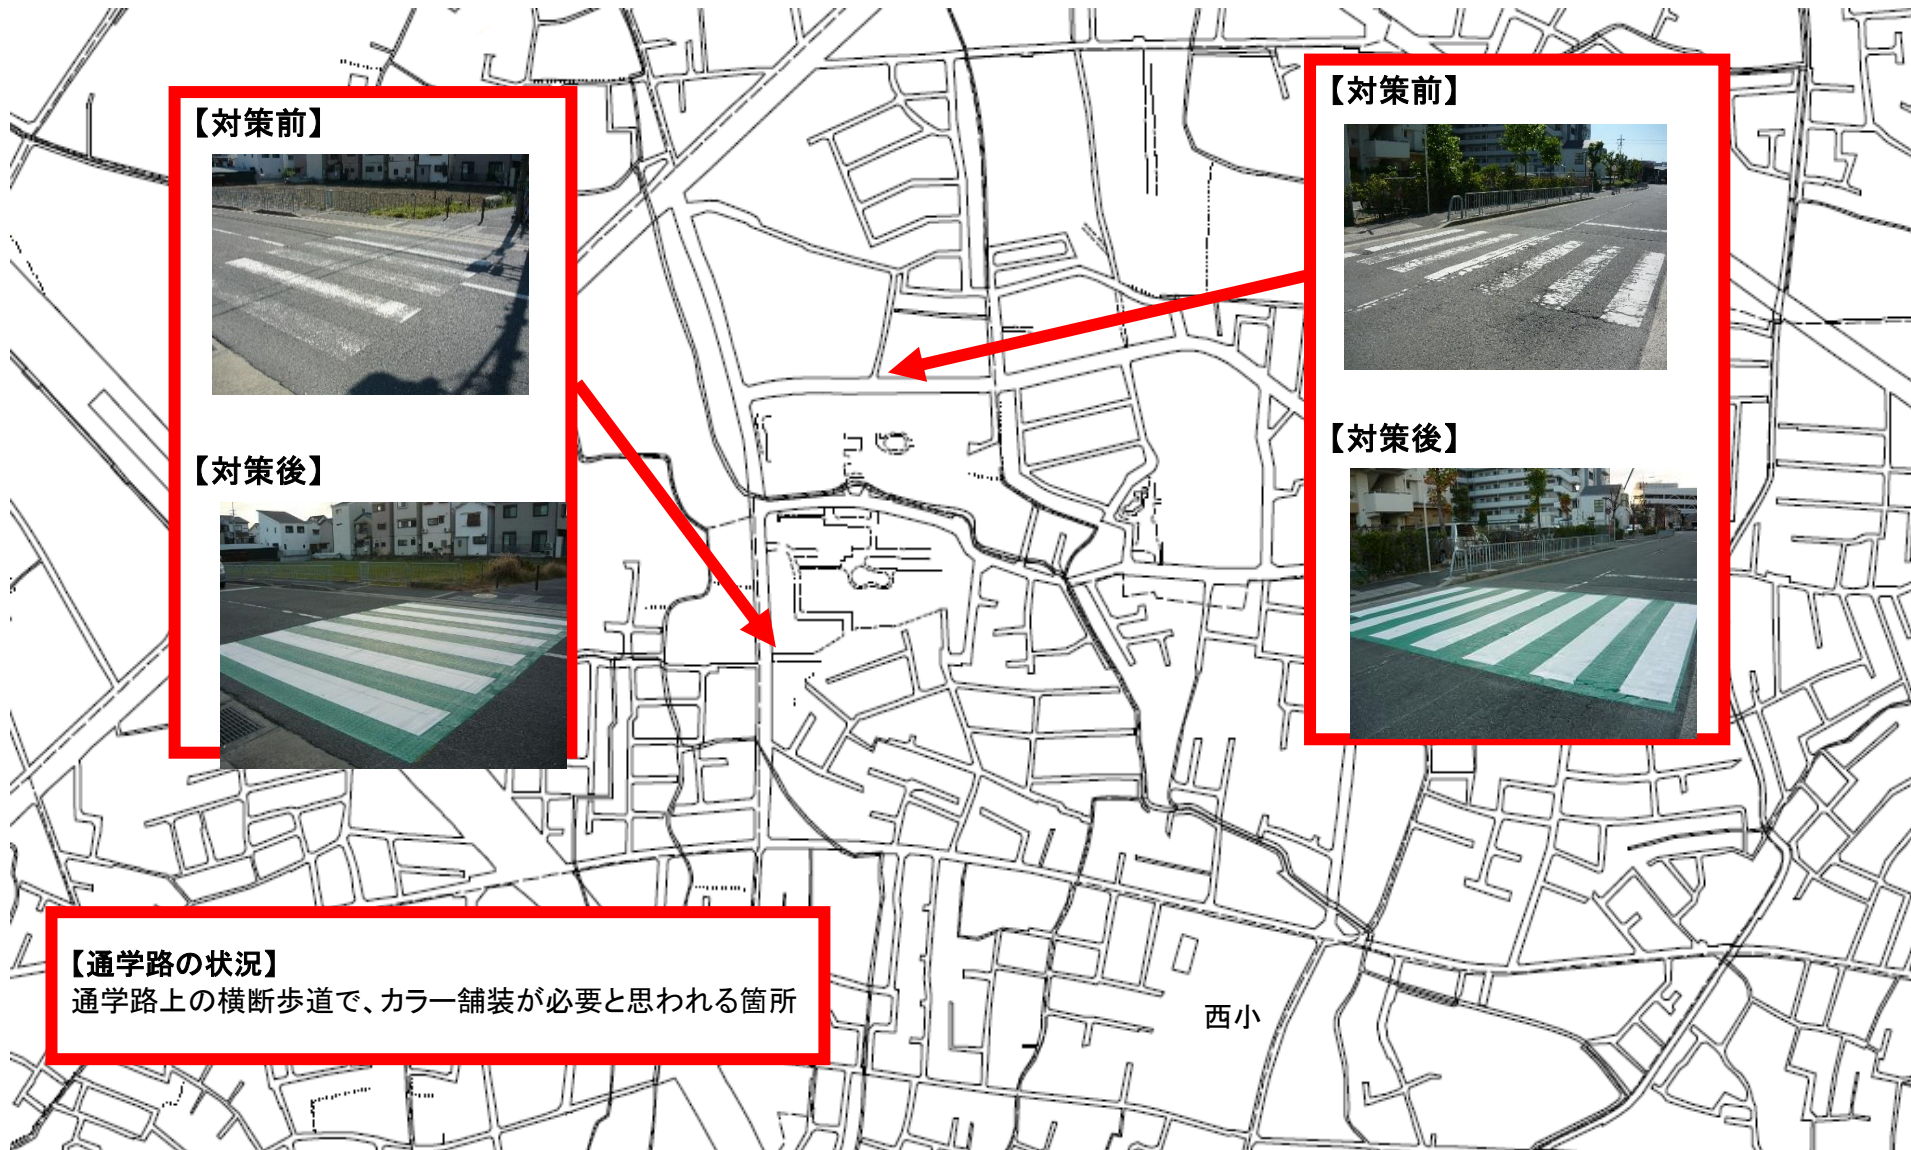 【対策前】
【対策後】
【対策前】
【対策後】
【通学路の状況】
通学路上の横断歩道で、カラー舗装が必要と思われる箇所
西小